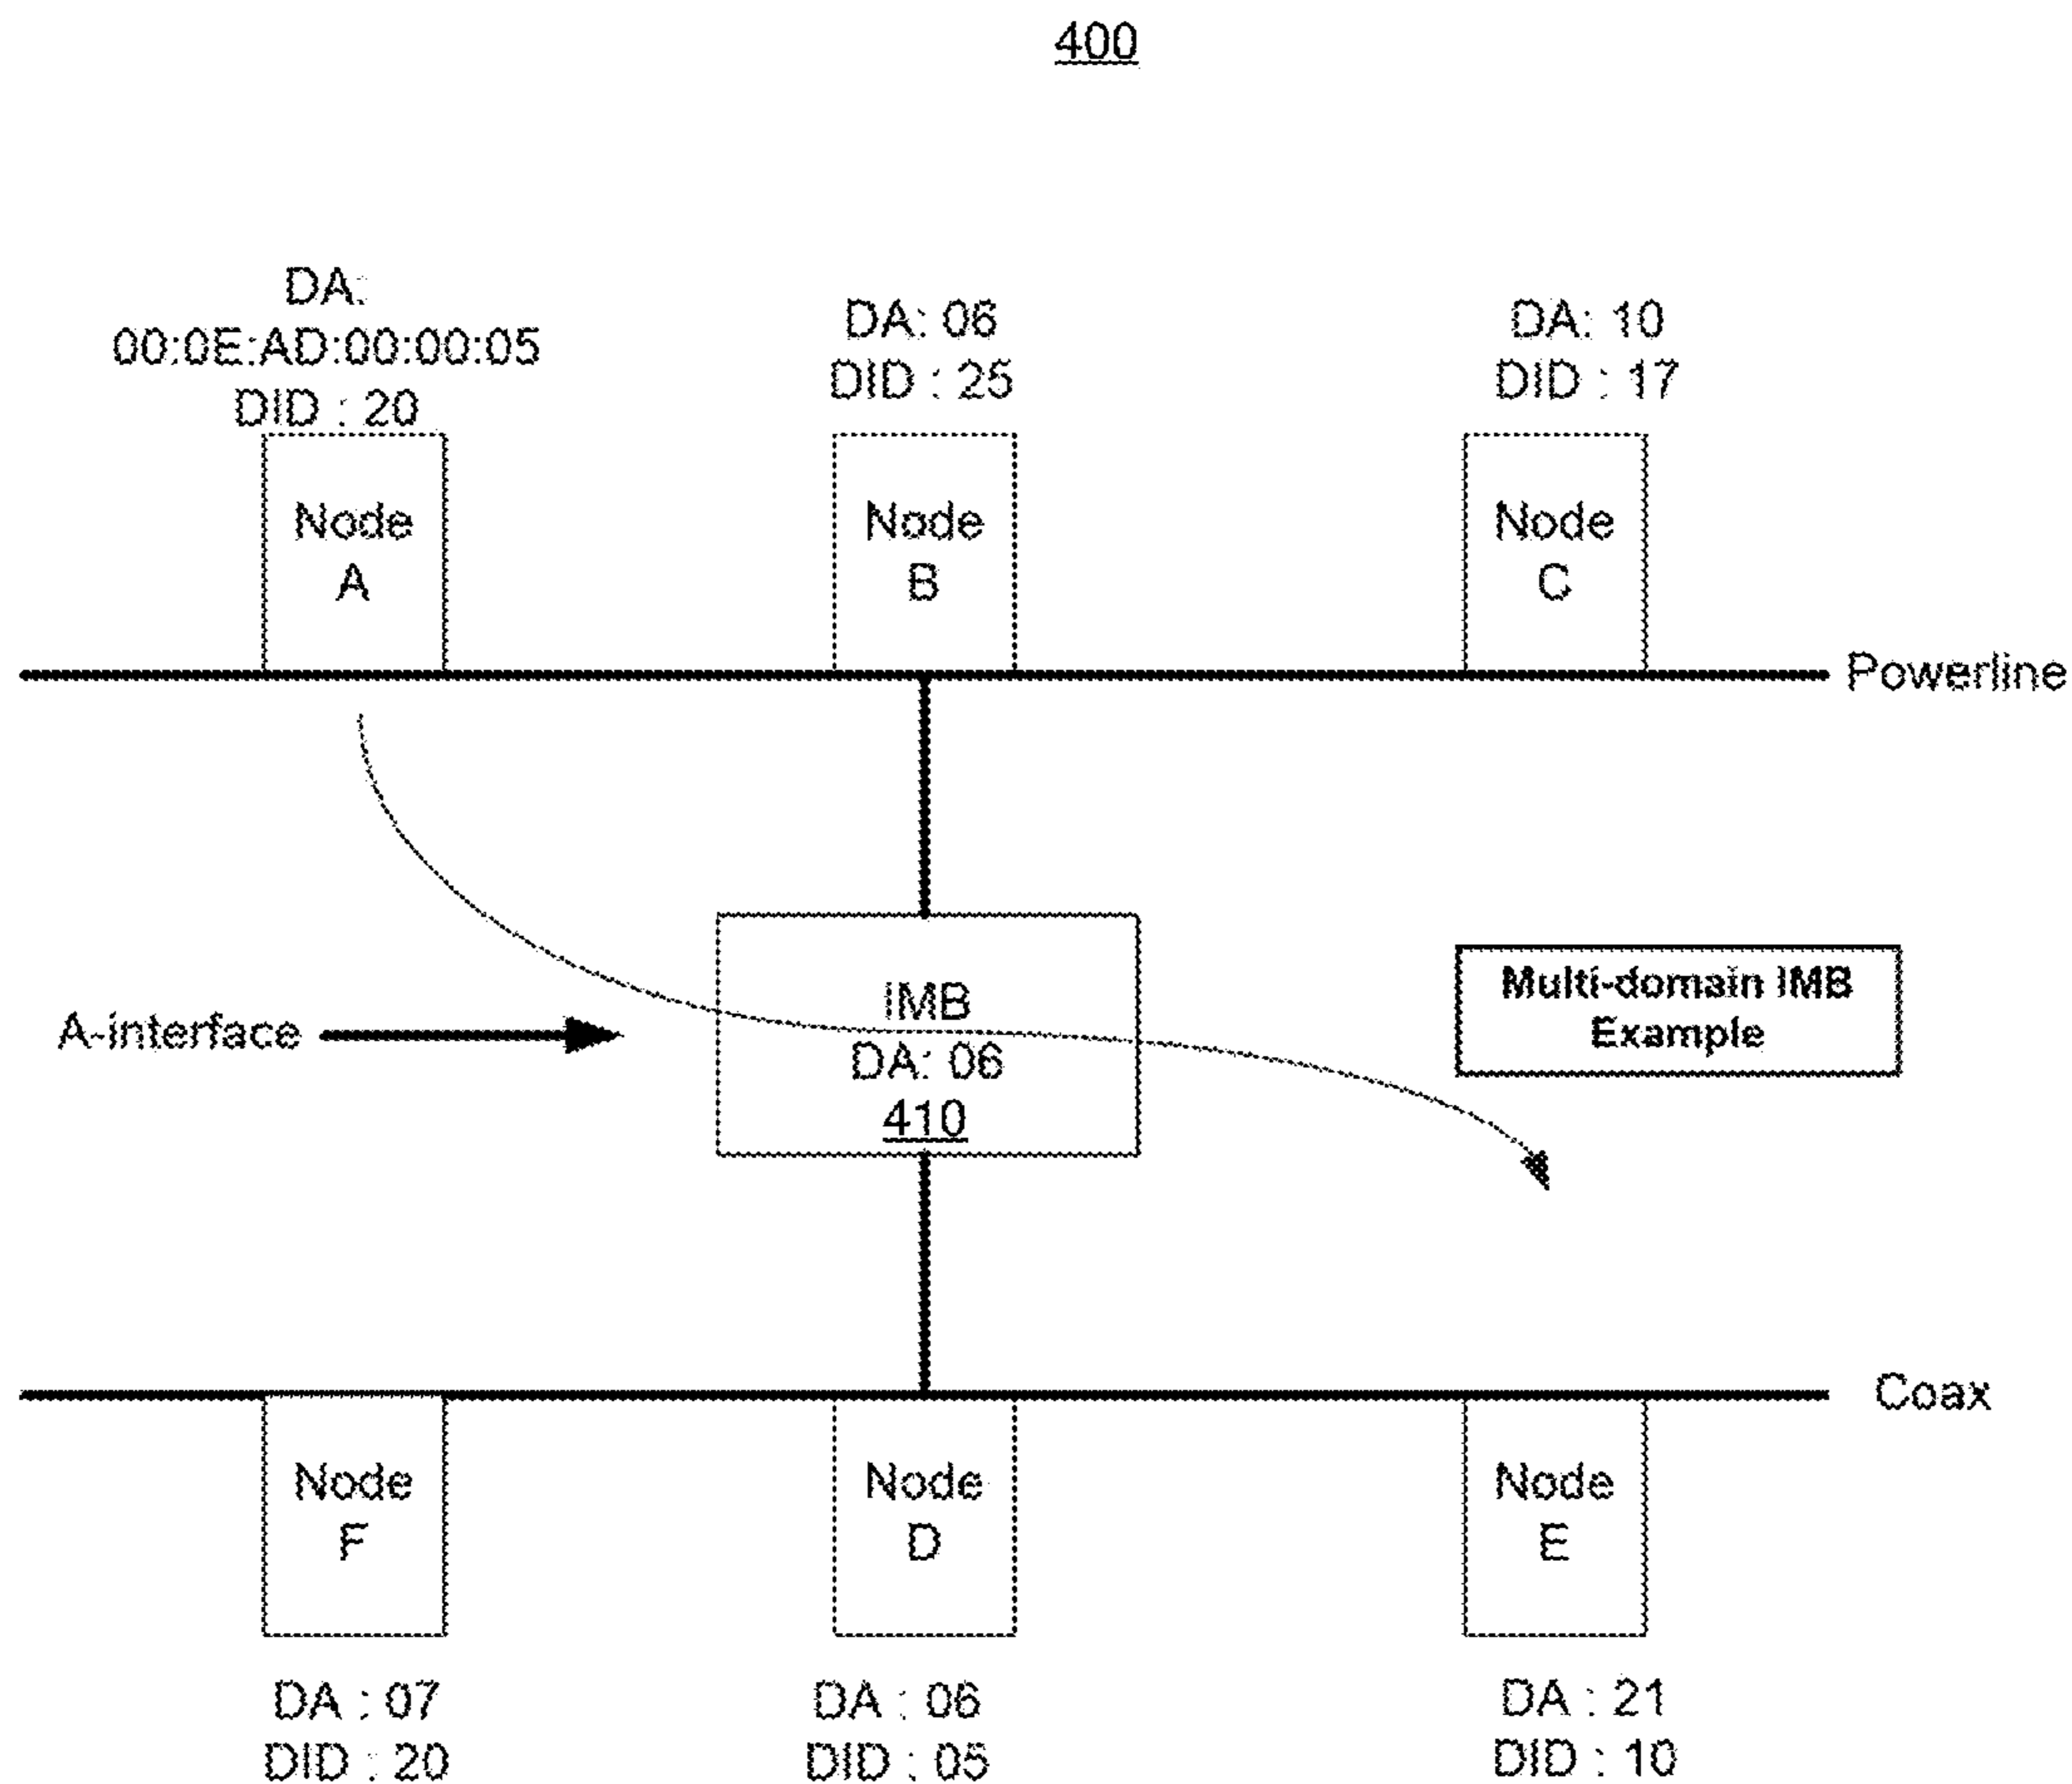 400
DA:
00:0E:AD:00:00:05
DID : 20
DA: 06
DID : 25
DA: 10
DID : 17
Node
A
Node
B
Node
C
Powerline
A-interface
IMB
DA: 06
410
Multi-domain IMB
Example
Coax
Node
F
Node
D
Node
E
DA : 07
DID : 20
DA : 06
DID : 05
DA : 21
DID : 10